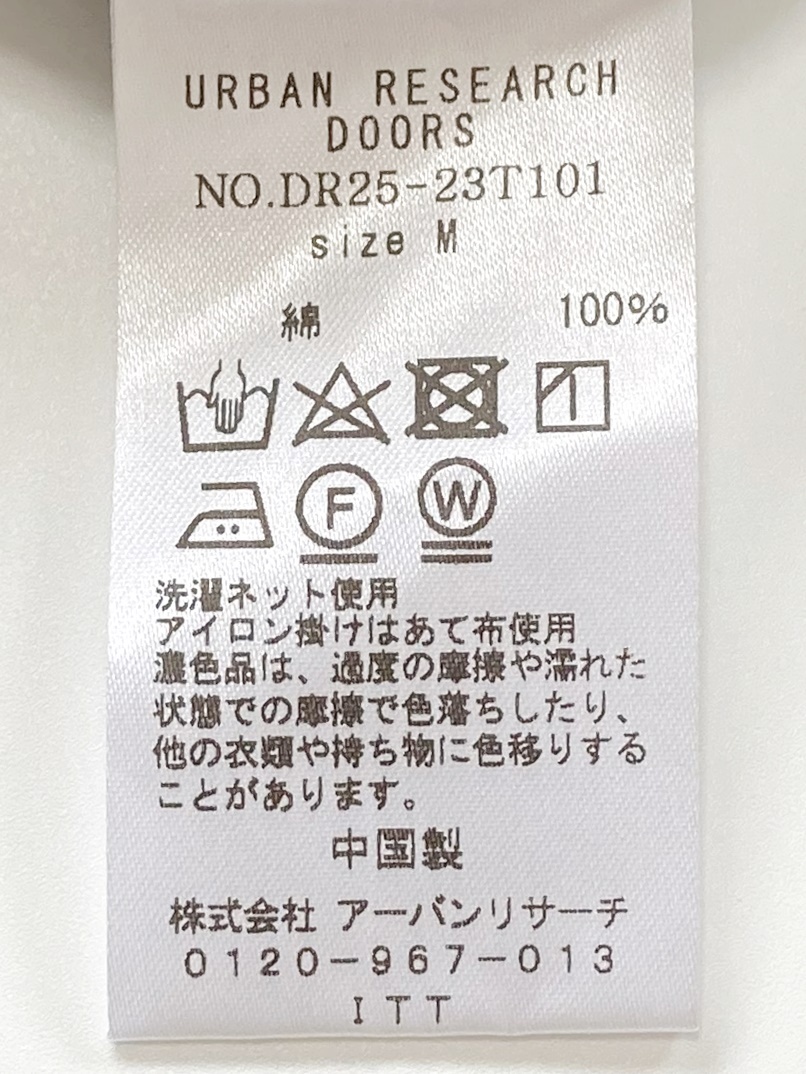 URBAN RESEARCH
DOORS
NO.DR25-23T101
size M
綿 100%
F W
洗濯ネット使用
アイロン掛けはあて布使用
濃色品は、過度の摩擦や濡れた
状態での摩擦で色落ちしたり、
他の衣類や持ち物に色移りする
ことがあります。
中国製
株式会社 アーバンリサーチ
0120-967-013
ITT